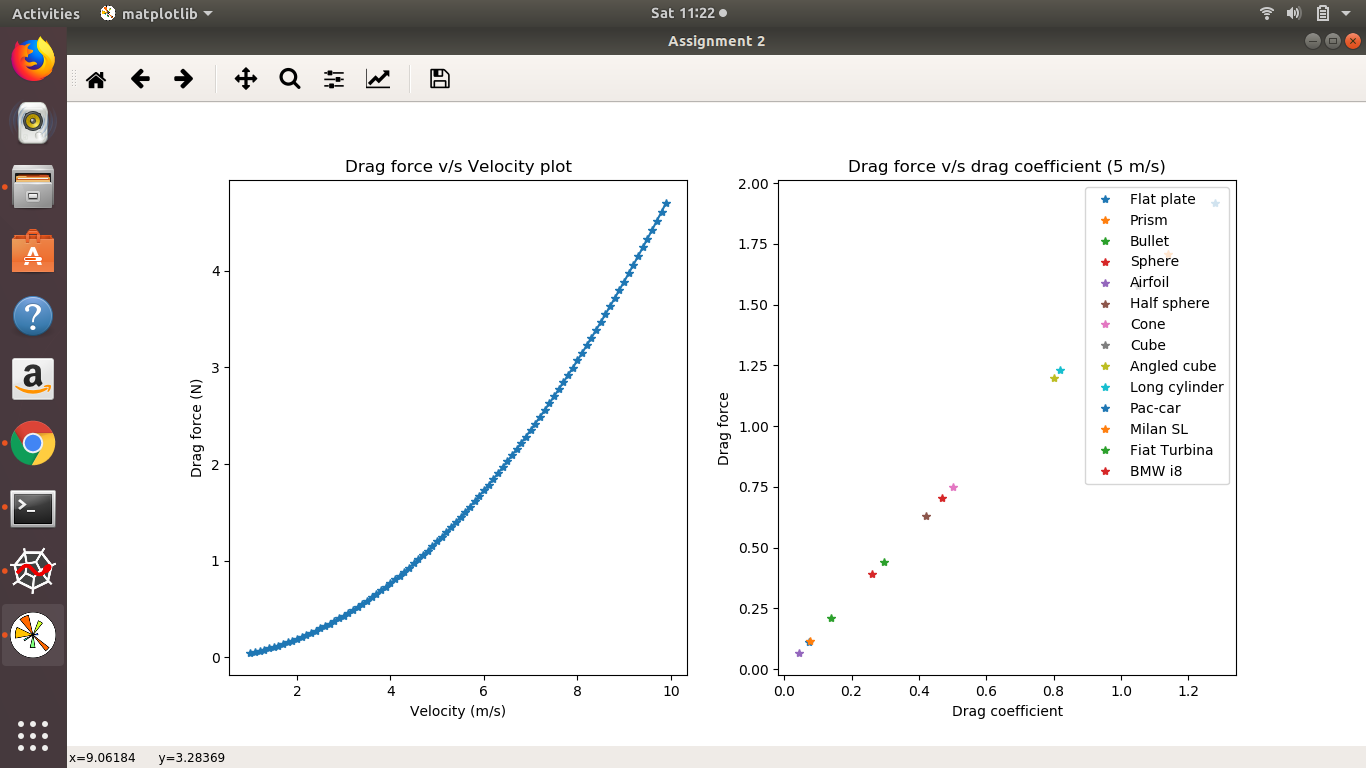 Activities matplotlib Sat 11:22
Assignment 2
Drag force v/s Velocity plot
4
3
2
1
0
Drag force (N)
2 4 6 8 10
Velocity (m/s)
Drag force v/s drag coefficient (5 m/s)
2.00
1.75
1.50
1.25
1.00
0.75
0.50
0.25
0.00
Drag force
0.0 0.2 0.4 0.6 0.8 1.0 1.2
Drag coefficient
Flat plate
Prism
Bullet
Sphere
Airfoil
Half sphere
Cone
Cube
Angled cube
Long cylinder
Pac-car
Milan SL
Fiat Turbina
BMW i8
x=9.06184 y=3.28369